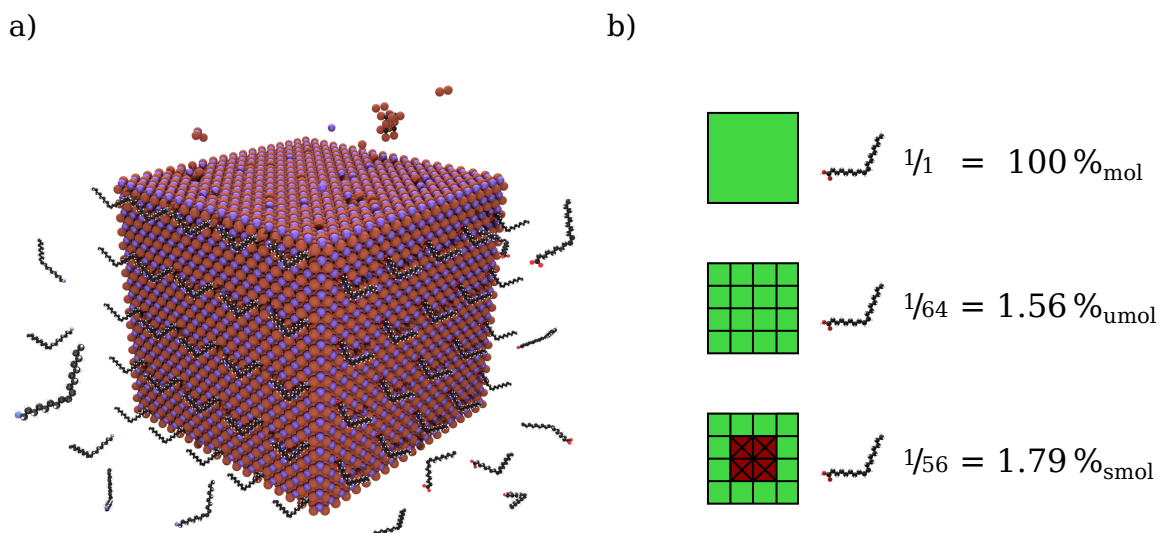 a)
b)
1/1 = 100 %mol
1/64 = 1.56 %umol
1/56 = 1.79 %smol